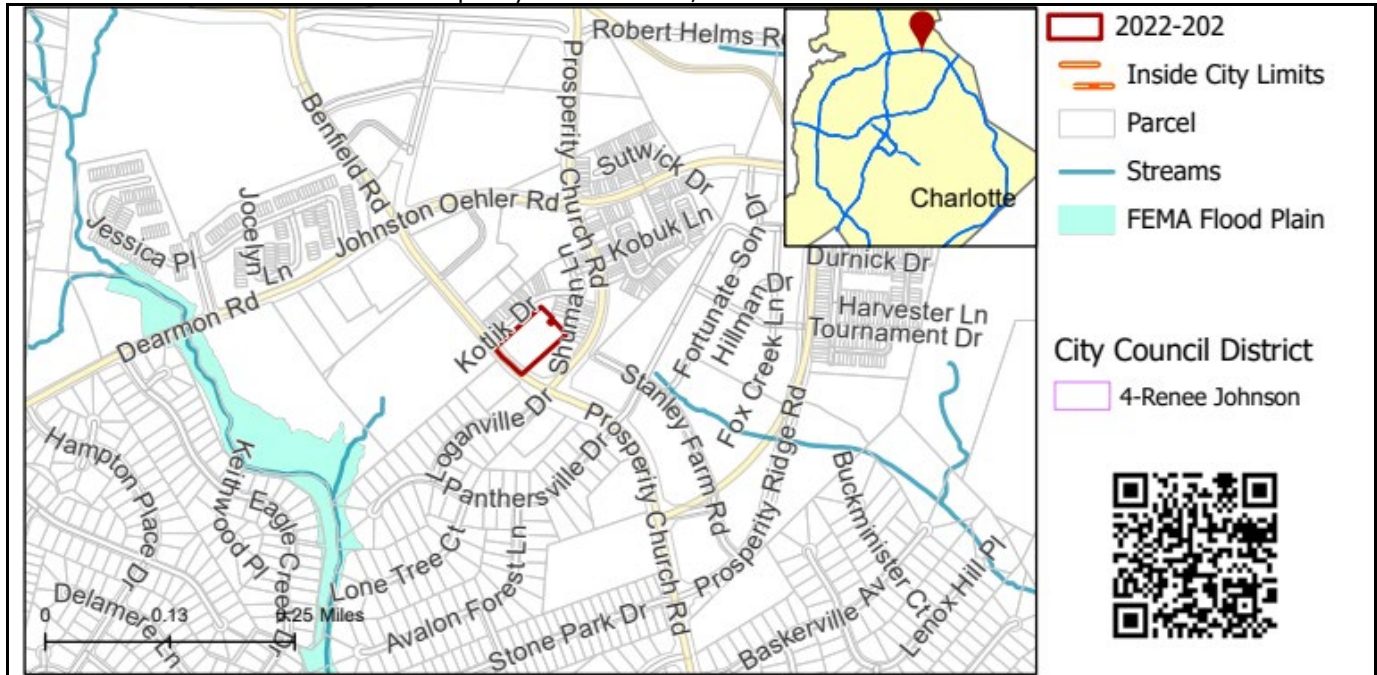 Robert Helms R
Prosperity Church Rd
Benfield Rd
Sutwick Dr
Kobuk Ln
Johnston Oehler Rd
Jocelyn Ln
Jessica Pl
Dearmon Rd
Kotlik Dr
Shuman Ln
Fortunate Son Dr
Hillman Dr
Fox Creek Ln
Durnick Dr
Harvester Ln
Tournament Dr
Stanley Farm Rd
Prosperity Ridge Rd
Loganville Dr
Panthersville Dr
Prosperity Church Rd
Hampton Place Dr
Keithwood Pl
Eagle Creek Dr
Lone Tree Ct
Avalon Forest Ln
Stone Park Dr
Buckminister Ct
Baskerville Av
Lenox Hill Pl
Delamere Ln
0 0.13 0.25 Miles
Charlotte
2022-202
Inside City Limits
Parcel
Streams
FEMA Flood Plain
City Council District
4-Renee Johnson